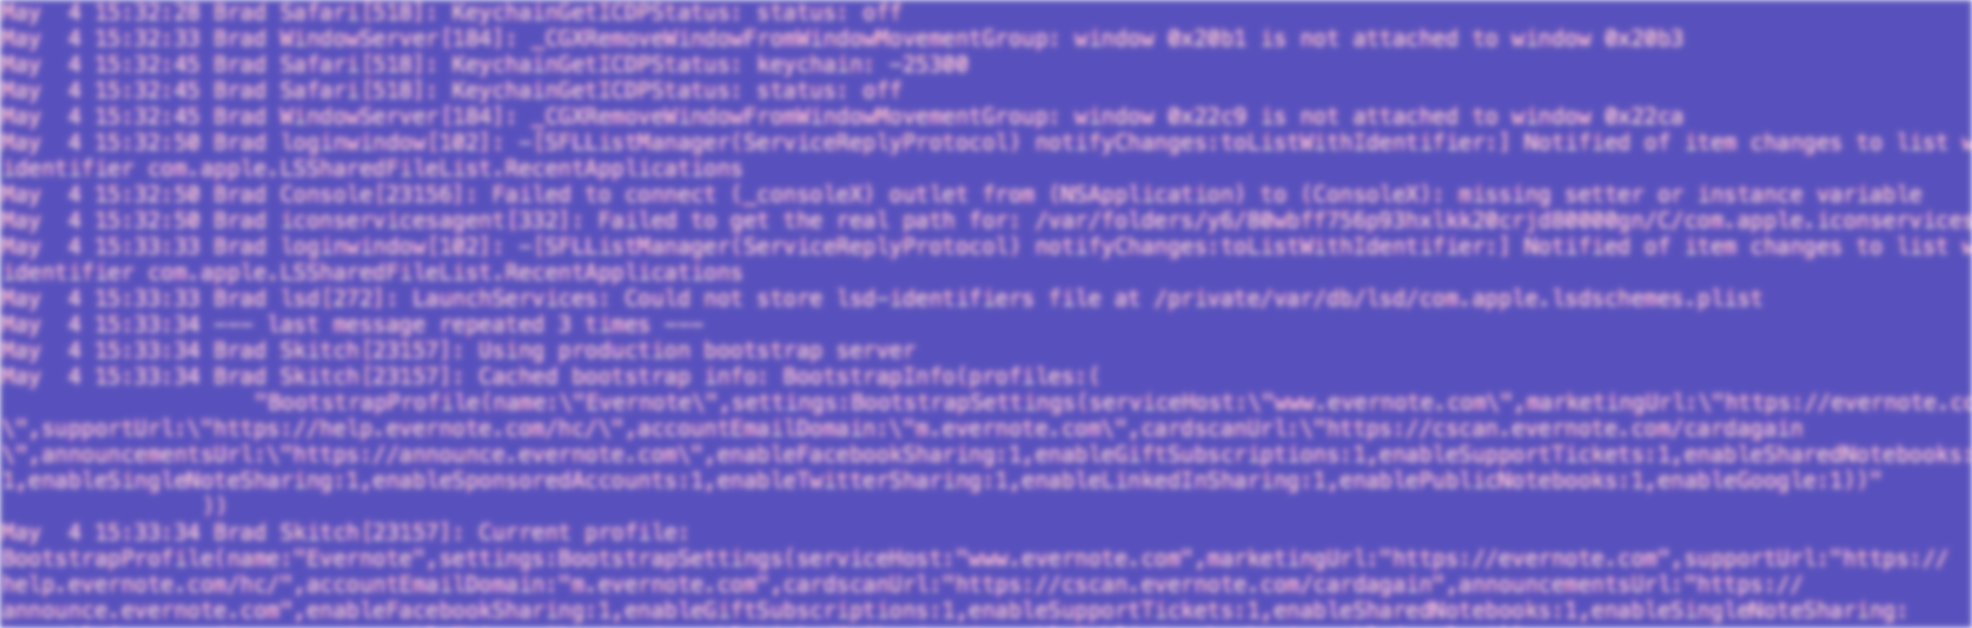 May  4 15:32:28 Brad Safari[518]: KeychainGetICDPStatus: status: off
May  4 15:32:33 Brad WindowServer[184]: _CGXRemoveWindowFromWindowMovementGroup: window 0x20b1 is not attached to window 0x20b3
May  4 15:32:45 Brad Safari[518]: KeychainGetICDPStatus: keychain: -25300
May  4 15:32:45 Brad Safari[518]: KeychainGetICDPStatus: status: off
May  4 15:32:45 Brad WindowServer[184]: _CGXRemoveWindowFromWindowMovementGroup: window 0x22c9 is not attached to window 0x22ca
May  4 15:32:50 Brad loginwindow[102]: -[SFLListManager(ServiceReplyProtocol) notifyChanges:toListWithIdentifier:] Notified of item changes to list w
identifier com.apple.LSSharedFileList.RecentApplications
May  4 15:32:50 Brad Console[23156]: Failed to connect (_consoleX) outlet from (NSApplication) to (ConsoleX): missing setter or instance variable
May  4 15:32:50 Brad iconservicesagent[332]: Failed to get the real path for: /var/folders/y6/80wbff756p93hxlkk20crjd80000gn/C/com.apple.iconservices
May  4 15:33:33 Brad loginwindow[102]: -[SFLListManager(ServiceReplyProtocol) notifyChanges:toListWithIdentifier:] Notified of item changes to list w
identifier com.apple.LSSharedFileList.RecentApplications
May  4 15:33:33 Brad lsd[272]: LaunchServices: Could not store lsd-identifiers file at /private/var/db/lsd/com.apple.lsdschemes.plist
May  4 15:33:34 --- last message repeated 3 times ---
May  4 15:33:34 Brad Skitch[23157]: Using production bootstrap server
May  4 15:33:34 Brad Skitch[23157]: Cached bootstrap info: BootstrapInfo(profiles:(
"BootstrapProfile(name:\"Evernote\",settings:BootstrapSettings(serviceHost:\"www.evernote.com\",marketingUrl:\"https://evernote.co
\",supportUrl:\"https://help.evernote.com/hc/\",accountEmailDomain:\"m.evernote.com\",cardscanUrl:\"https://cscan.evernote.com/cardagain
\",announcementsUrl:\"https://announce.evernote.com\",enableFacebookSharing:1,enableGiftSubscriptions:1,enableSupportTickets:1,enableSharedNotebooks:
1,enableSingleNoteSharing:1,enableSponsoredAccounts:1,enableTwitterSharing:1,enableLinkedInSharing:1,enablePublicNotebooks:1,enableGoogle:1))"
))
May  4 15:33:34 Brad Skitch[23157]: Current profile:
BootstrapProfile(name:"Evernote",settings:BootstrapSettings(serviceHost:"www.evernote.com",marketingUrl:"https://evernote.com",supportUrl:"https://
help.evernote.com/hc/",accountEmailDomain:"m.evernote.com",cardscanUrl:"https://cscan.evernote.com/cardagain",announcementsUrl:"https://
announce.evernote.com",enableFacebookSharing:1,enableGiftSubscriptions:1,enableSupportTickets:1,enableSharedNotebooks:1,enableSingleNoteSharing: